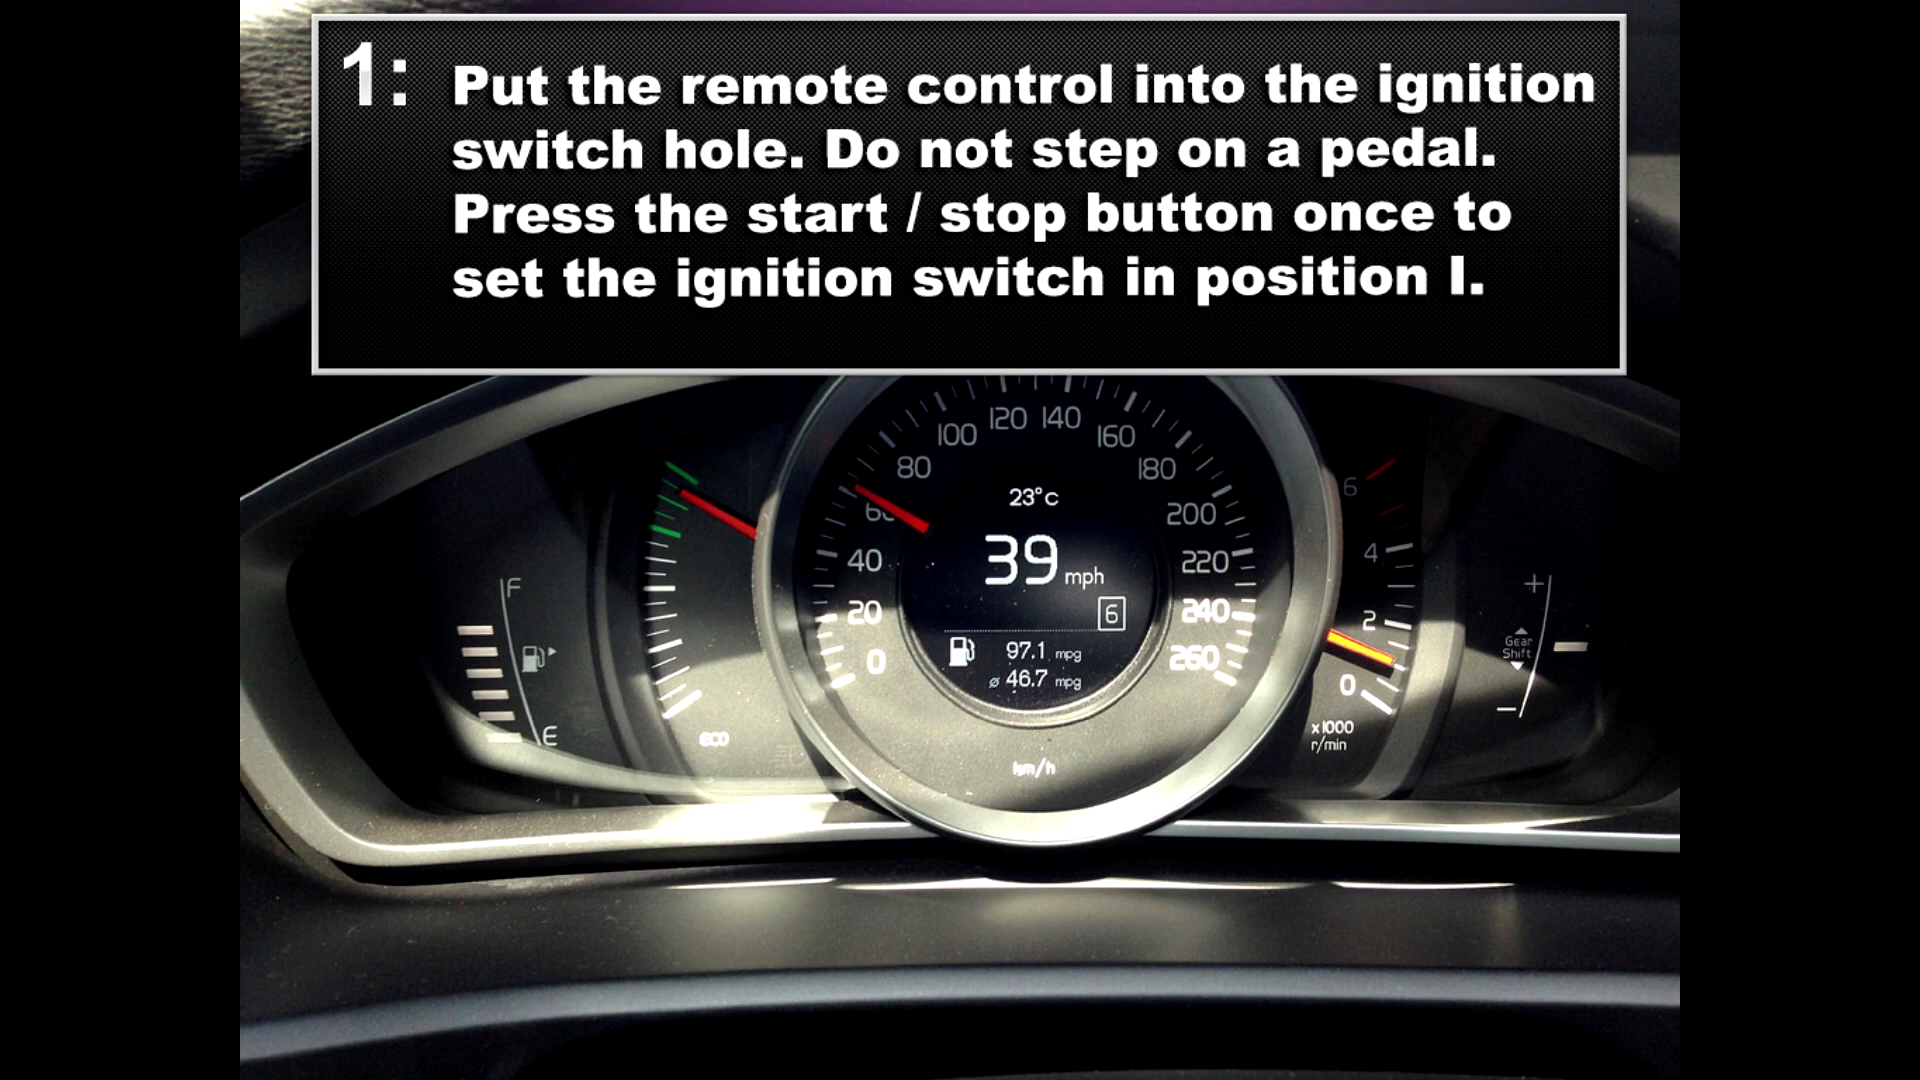 1:
Put the remote control into the ignition
switch hole. Do not step on a pedal.
Press the start / stop button once to
set the ignition switch in position I.
120 140
100 160
80 180
23°c
6
200
4
39 mph
40 220
F
+
6
20 240
2
Gear
Shift
97.1 mpg
0 260
ø 46.7 mpg
0
E
eco
x1000
r/min
km/h